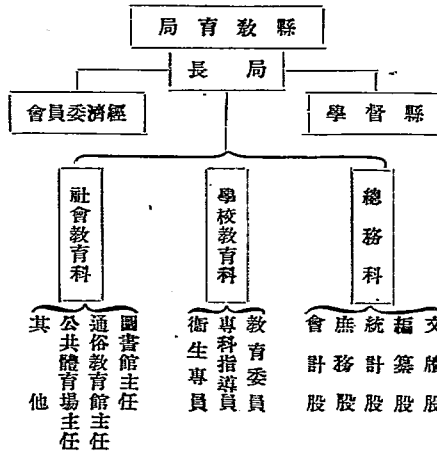 縣教育局
局長
縣督學
經濟委員會
總務科
學校教育科
社會教育科
文牘股
編纂股
統計股
庶務股
會計股
教育委員
專科指導員
衞生專員
圖書館主任
通俗教育館主任
公共體育場主任
其他